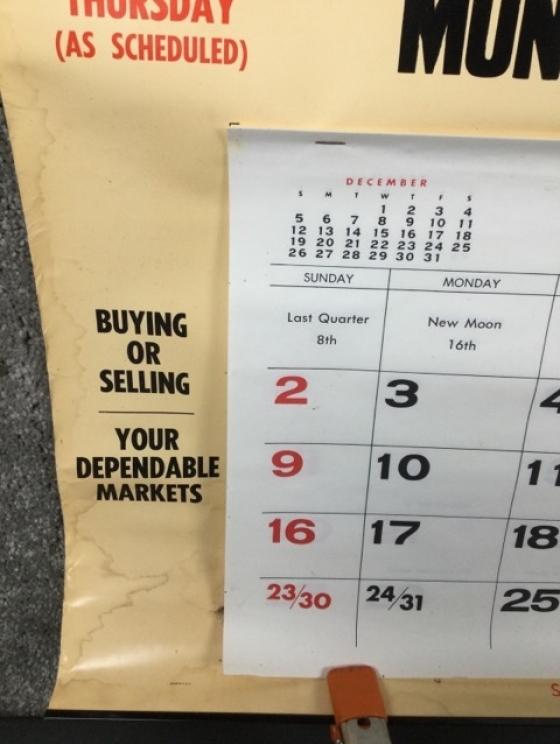 THURSDAY
(AS SCHEDULED)
MUN
DECEMBER
S M T W T F S
1 2 3 4
5 6 7 8 9 10 11
12 13 14 15 16 17 18
19 20 21 22 23 24 25
26 27 28 29 30 31
SUNDAY MONDAY
Last Quarter
8th
New Moon
16th
2 3 4
9 10 11
16 17 18
23/30 24/31 25
BUYING
OR
SELLING
YOUR
DEPENDABLE
MARKETS
S